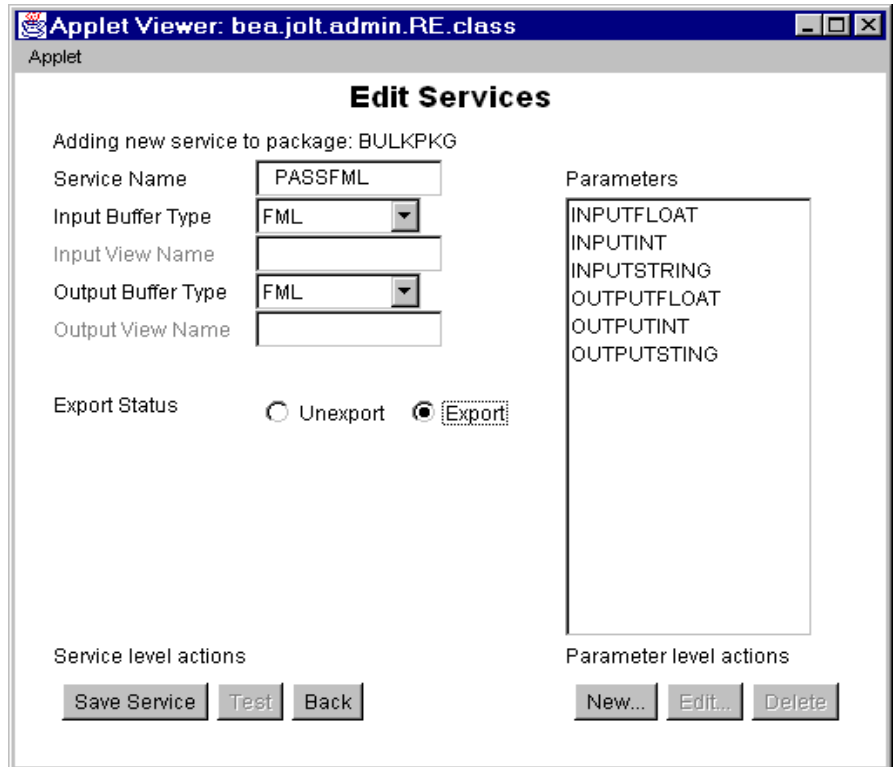 Applet Viewer: bea.jolt.admin.RE.class
Applet
Edit Services
Adding new service to package: BULKPKG
Service Name PASSFML
Input Buffer Type FML
Input View Name
Output Buffer Type FML
Output View Name
Export Status Unexport Export
Parameters
INPUTFLOAT
INPUTINT
INPUTSTRING
OUTPUTFLOAT
OUTPUTINT
OUTPUTSTING
Service level actions
Save Service Test Back
Parameter level actions
New... Edit... Delete